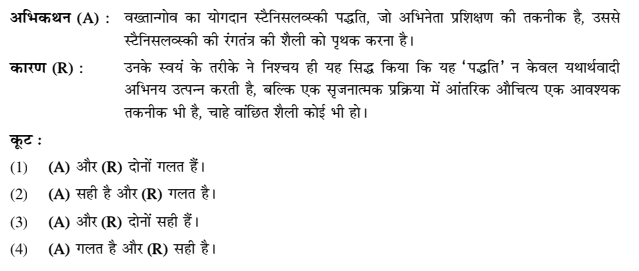 अभिकथन (A) : वख्तान्गोव का योगदान स्टैनिसलव्स्की पद्धति, जो अभिनेता प्रशिक्षण की तकनीक है, उससे
स्टैनिसलव्स्की की रंगतंत्र की शैली को पृथक करना है।
कारण (R) : उनके स्वयं के तरीके ने निश्चय ही यह सिद्ध किया कि यह ‘पद्धति’ न केवल यथार्थवादी
अभिनय उत्पन्न करती है, बल्कि एक सृजनात्मक प्रक्रिया में आंतरिक औचित्य एक आवश्यक
तकनीक भी है, चाहे वांछित शैली कोई भी हो।
कूट :
(1) (A) और (R) दोनों गलत हैं।
(2) (A) सही है और (R) गलत है।
(3) (A) और (R) दोनों सही हैं।
(4) (A) गलत है और (R) सही है।